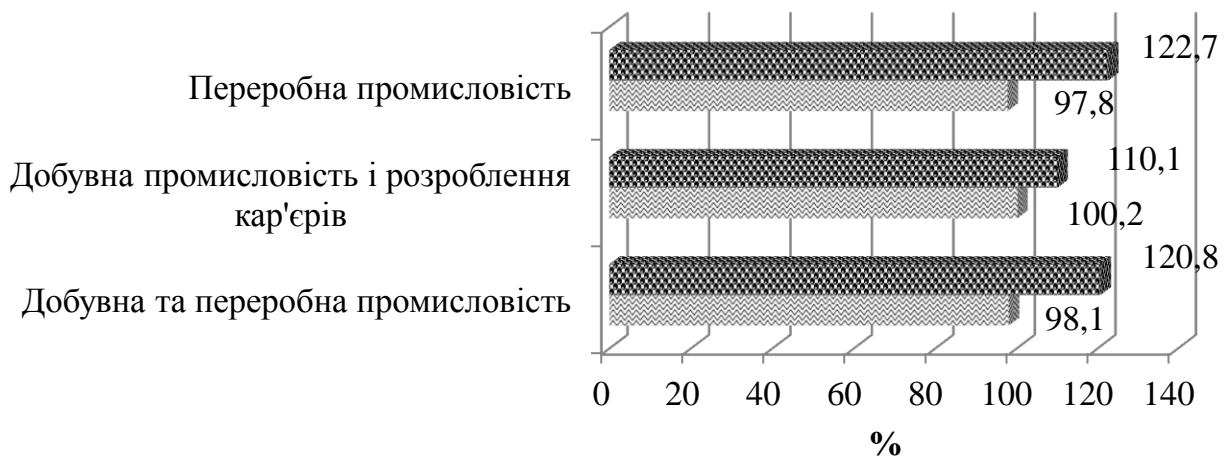 Переробна промисловість
122,7
97,8
Добувна промисловість і розроблення
кар'єрів
110,1
100,2
Добувна та переробна промисловість
120,8
98,1
0 20 40 60 80 100 120 140
%